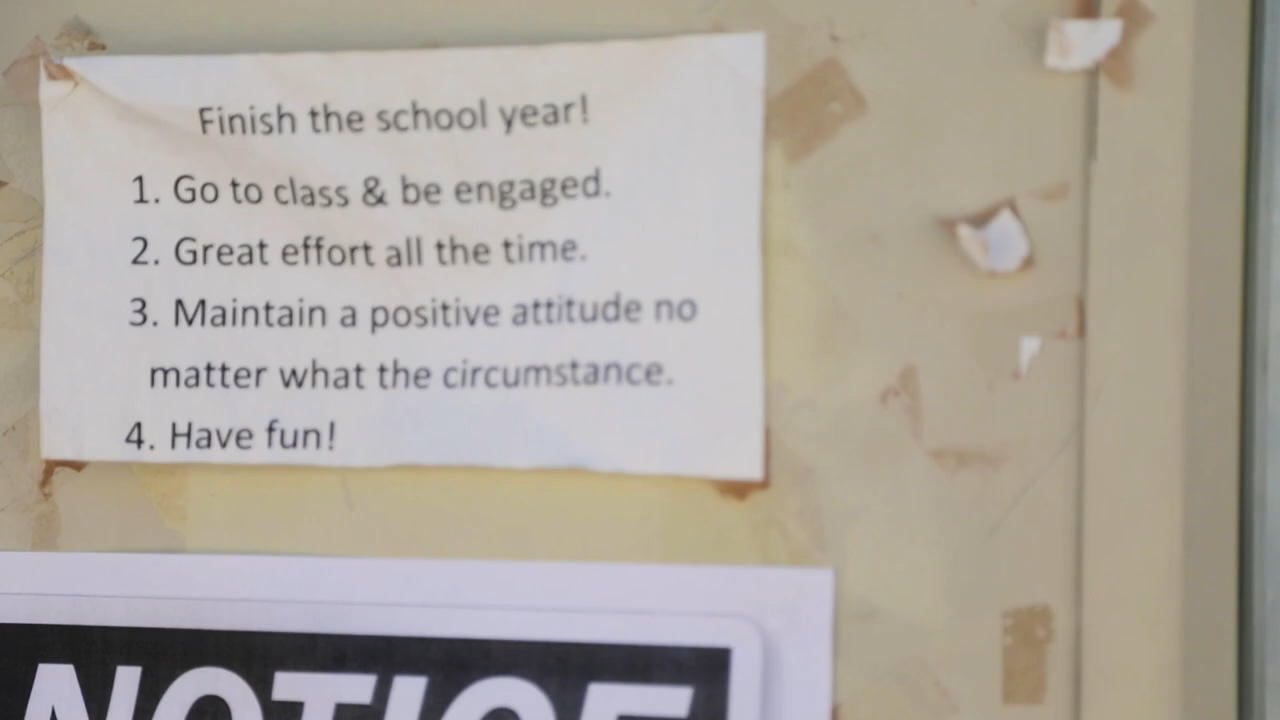 Finish the school year!
1. Go to class & be engaged.
2. Great effort all the time.
3. Maintain a positive attitude no
matter what the circumstance.
4. Have fun!
NOTICE